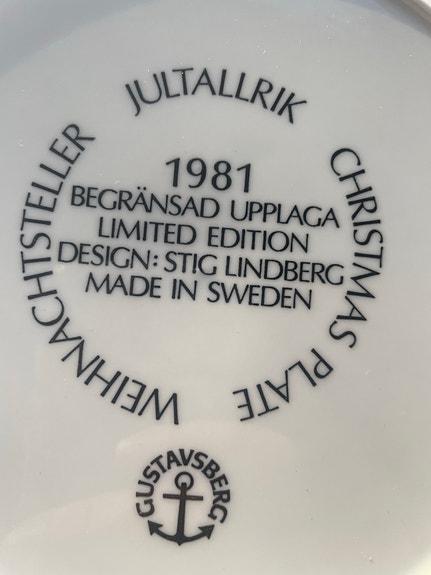 JULTALLRIK
CHRISTMAS PLATE
WEIHNACHTSTELLER
1981
BEGRÄNSAD UPPLAGA
LIMITED EDITION
DESIGN: STIG LINDBERG
MADE IN SWEDEN
GUSTAVSBERG